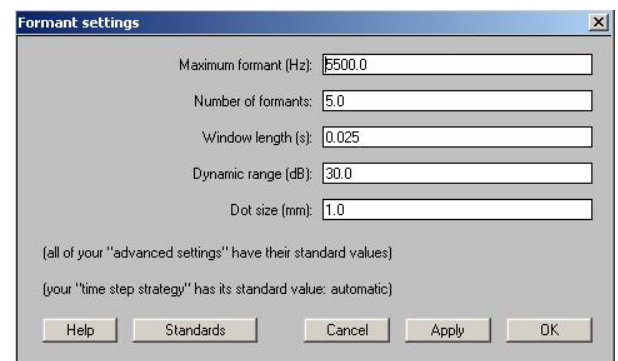 Formant settings
Maximum formant (Hz): 5500.0
Number of formants: 5.0
Window length (s): 0.025
Dynamic range (dB): 30.0
Dot size (mm): 1.0
(all of your "advanced settings" have their standard values)
(your "time step strategy" has its standard value: automatic)
Help Standards Cancel Apply OK